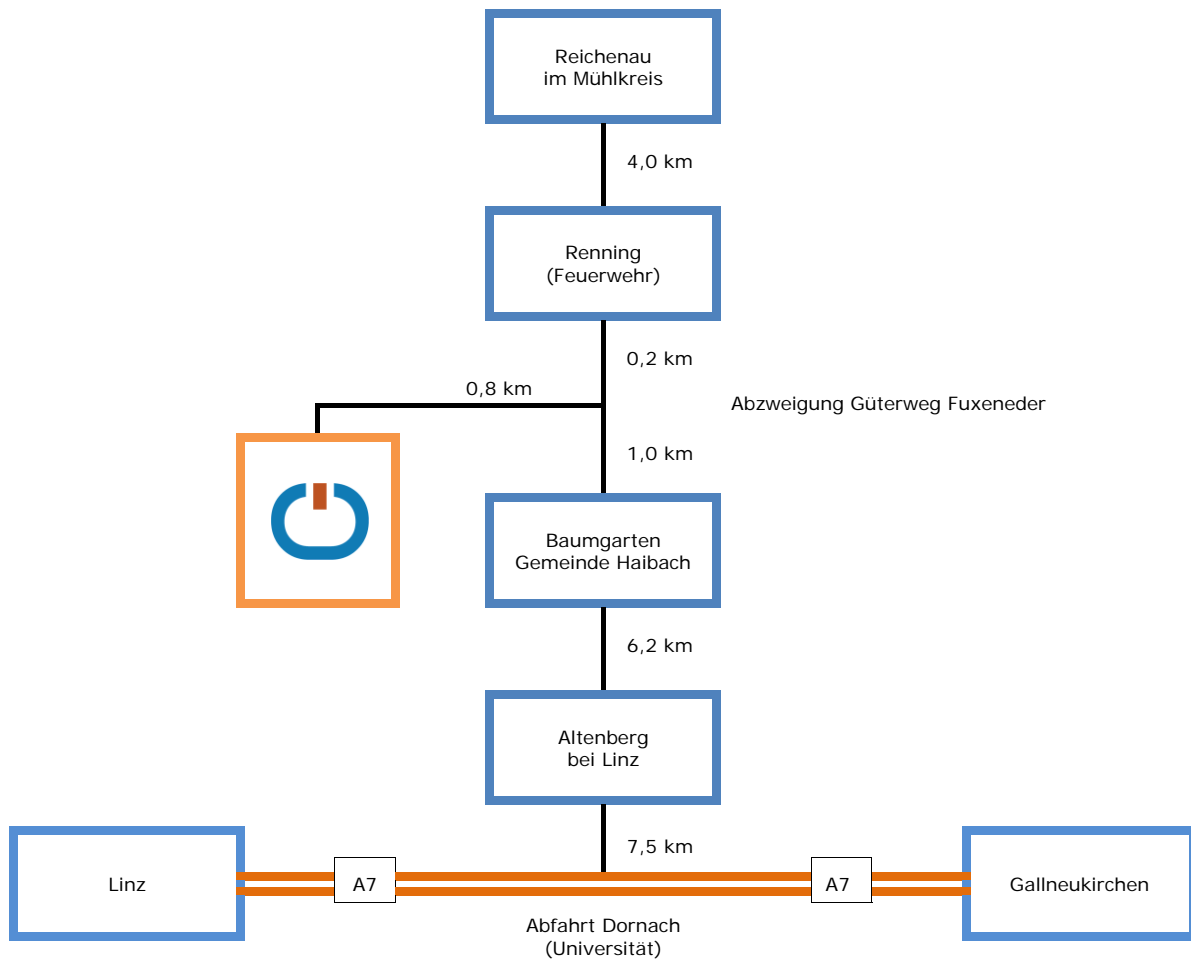 Reichenau
im Mühlkreis
4,0 km
Renning
(Feuerwehr)
0,2 km
0,8 km
Abzweigung Güterweg Fuxeneder
1,0 km
Baumgarten
Gemeinde Haibach
6,2 km
Altenberg
bei Linz
7,5 km
Linz
A7
A7
Gallneukirchen
Abfahrt Dornach
(Universität)